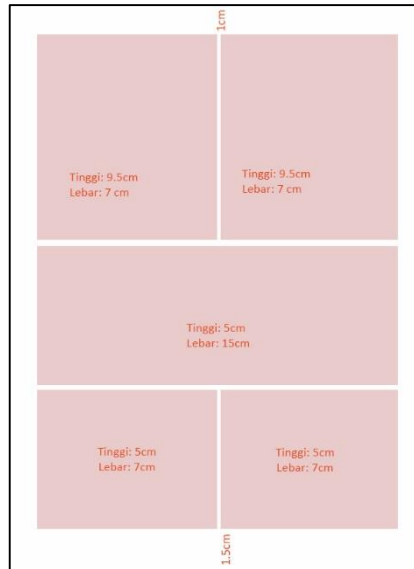 1cm
Tinggi: 9.5cm
Lebar: 7 cm
Tinggi: 9.5cm
Lebar: 7 cm
Tinggi: 5cm
Lebar: 15cm
Tinggi: 5cm
Lebar: 7cm
Tinggi: 5cm
Lebar: 7cm
1.5cm